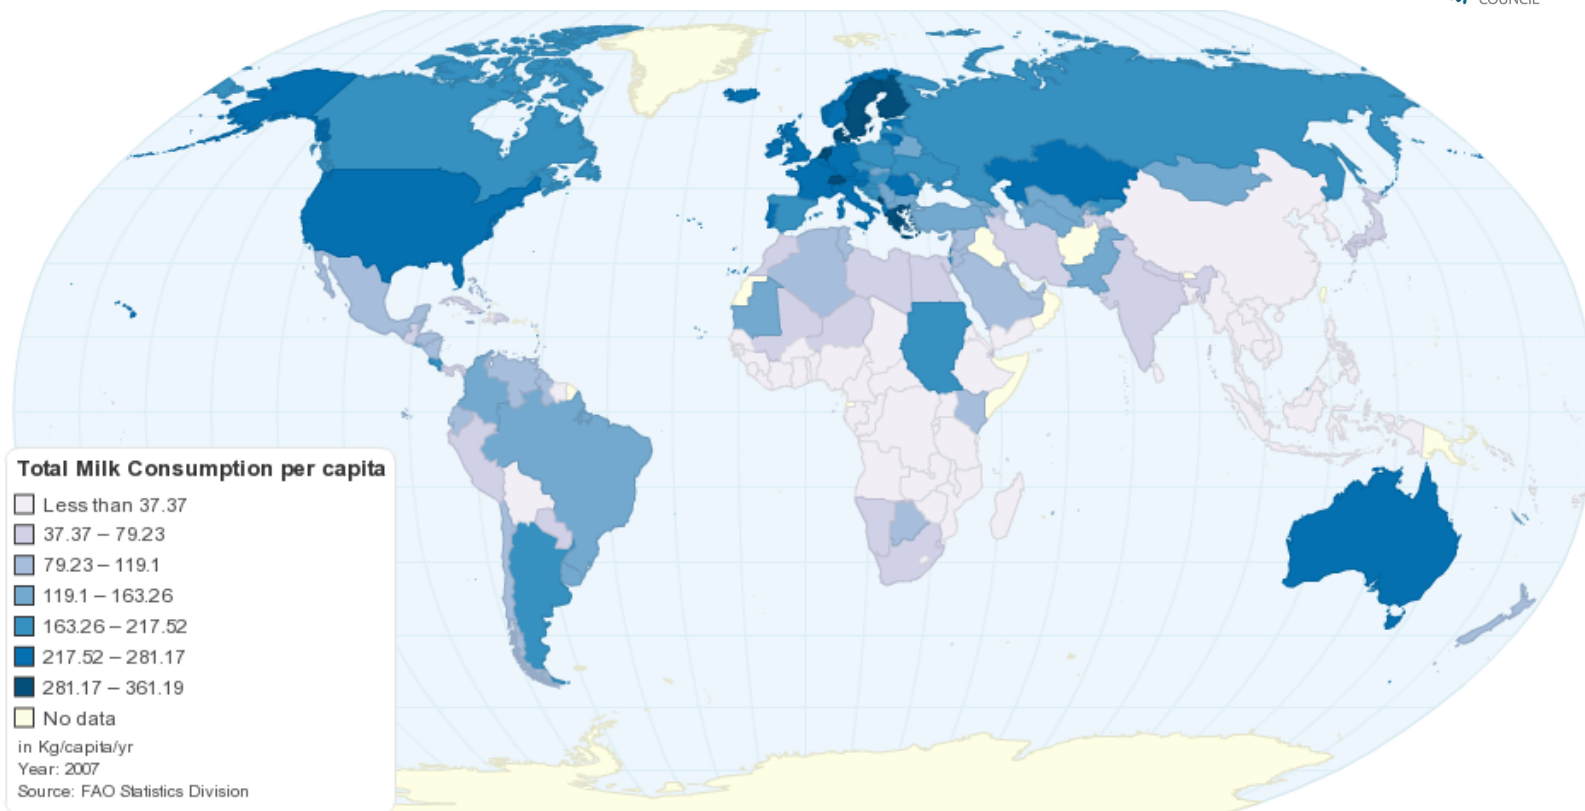 COUNCIL
Total Milk Consumption per capita
Less than 37.37
37.37 – 79.23
79.23 – 119.1
119.1 – 163.26
163.26 – 217.52
217.52 – 281.17
281.17 – 361.19
No data
in Kg/capita/yr
Year: 2007
Source: FAO Statistics Division